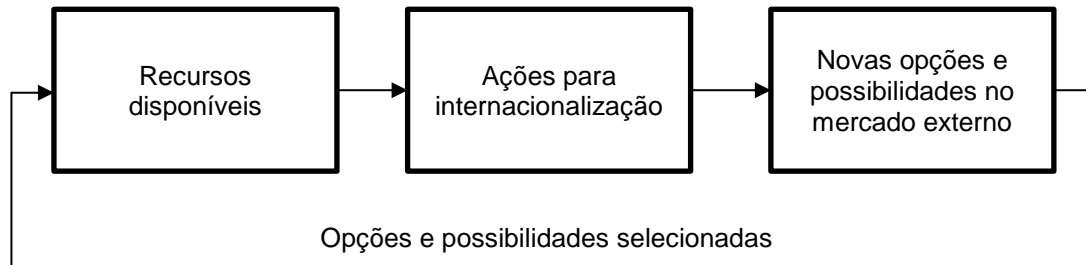 Recursos
disponíveis
Ações para
internacionalização
Novas opções e
possibilidades no
mercado externo
Opções e possibilidades selecionadas